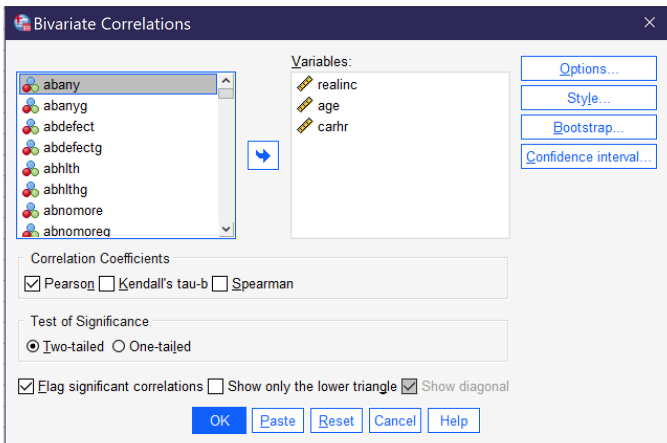 Bivariate Correlations
Variables:
abany
abanyg
abdefect
abdefectg
abhlth
abhlthg
abnomore
abnomoreg
realinc
age
carhr
Options...
Style...
Bootstrap...
Confidence interval...
Correlation Coefficients
Pearson Kendall's tau-b Spearman
Test of Significance
Two-tailed One-tailed
Flag significant correlations Show only the lower triangle Show diagonal
OK Paste Reset Cancel Help